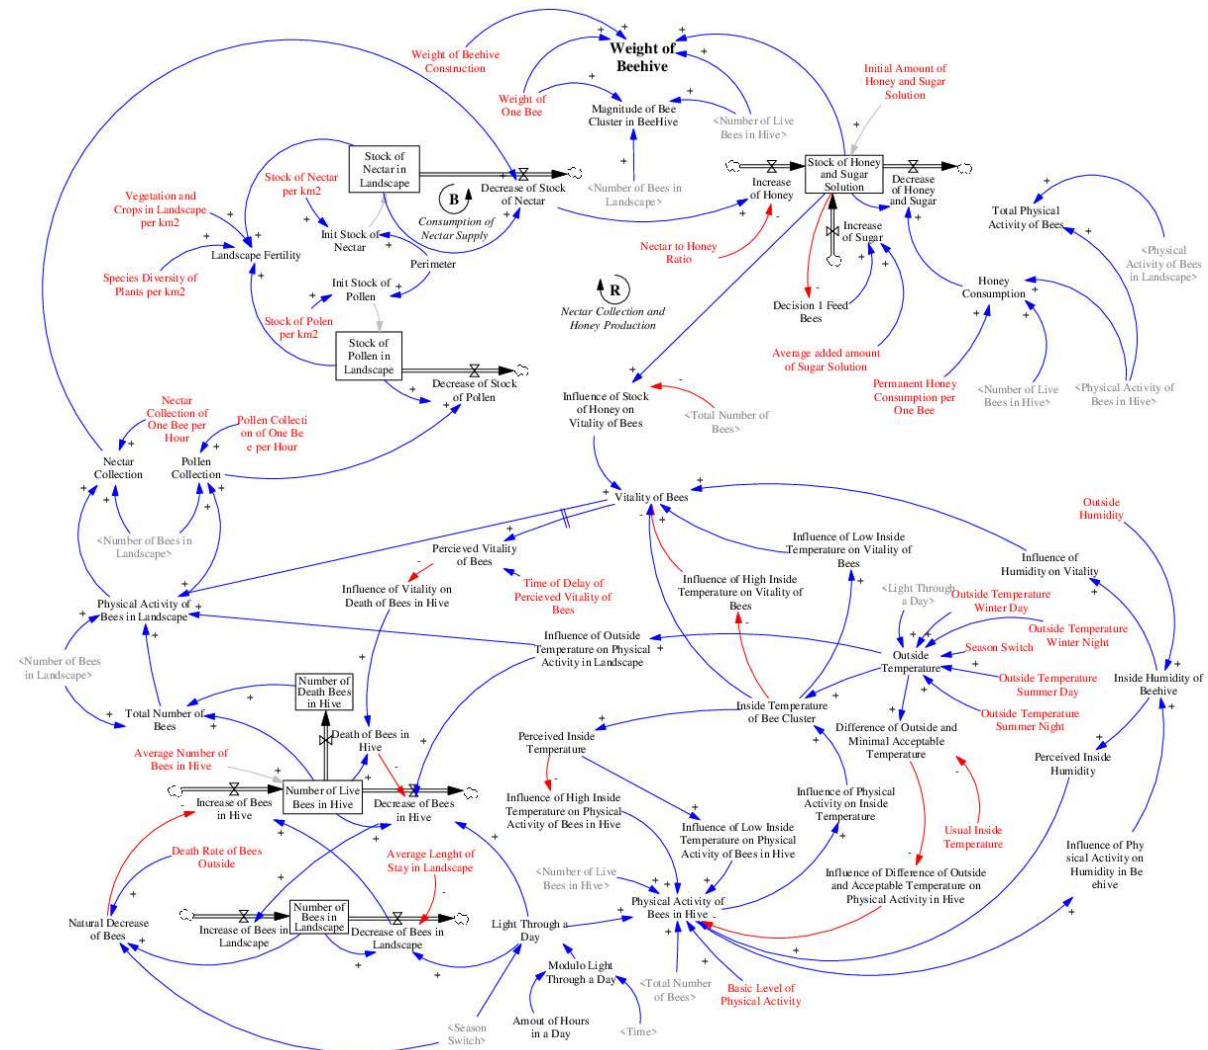 Weight of Beehive
Construction
Weight of
Beehive
Initial Amount of
Honey and Sugar
Solution
Weight of
One Bee
Magnitude of Bee
Cluster in BeeHive
<Number of Live
Bees in Hive>
Stock of
Nectar in
Landscape
Stock of Nectar
per km2
Decrease of Stock
of Nectar
<Number of Bees in
Landscape>
Increase
of Honey
Stock of Honey
and Sugar
Solution
Decrease
of Honey
and Sugar
Total Physical
Activity of Bees
Vegetation and
Crops in Landscape
per km2
B
Consumption of
Nectar Supply
Init Stock of
Nectar
Increase
of Sugar
Nectar to Honey
Ratio
<Physical
Activity of Bees
in Landscape>
Landscape Fertility
Perimeter
Species Diversity of
Plants per km2
Init Stock of
Pollen
R
Nectar Collection and
Honey Production
Decision 1 Feed
Bees
Honey
Consumption
Stock of Polen
per km2
Stock of
Pollen in
Landscape
Decrease of Stock
of Pollen
Average added amount
of Sugar Solution
Permanent Honey
Consumption per
One Bee
<Number of Live
Bees in Hive>
<Physical Activity of
Bees in Hive>
Influence of Stock
of Honey on
Vitality of Bees
<Total Number of
Bees>
Nectar
Collection of
One Bee per
Hour
Pollen Collecti
on of One Be
e per Hour
Nectar
Collection
Pollen
Collection
Vitality of Bees
Outside
Humidity
<Number of Bees in
Landscape>
Percieved Vitality
of Bees
Influence of Low Inside
Temperature on Vitality of
Bees
Influence of
Humidity on Vitality
Influence of Vitality on
Death of Bees in Hive
Time of Delay of
Percieved Vitality of
Bees
Influence of High Inside
Temperature on Vitality of
Bees
<Light Through
a Day>
Outside Temperature
Winter Day
Physical Activity of
Bees in Landscape
Outside Temperature
Winter Night
Influence of Outside
Temperature on Physical
Activity in Landscape
Season Switch
Outside
Temperature
<Number of Bees
in Landscape>
Outside Temperature
Summer Day
Inside Humidity of
Beehive
Number of
Death Bees
in Hive
Total Number of
Bees
Inside Temperature
of Bee Cluster
Outside Temperature
Summer Night
Difference of Outside and
Minimal Acceptable
Temperature
Death of Bees in
Hive
Perceived Inside
Temperature
Average Number of
Bees in Hive
Perceived Inside
Humidity
Number of Live
Bees in Hive
Increase of Bees
in Hive
Decrease of Bees
in Hive
Influence of High Inside
Temperature on Physical
Activity of Bees in Hive
Influence of Physical
Activity on Inside
Temperature
Influence of Low Inside
Temperature on Physical
Activity of Bees in Hive
Usual Inside
Temperature
Death Rate of Bees
Outside
Average Lenght of
Stay in Landscape
<Number of Live
Bees in Hive>
Influence of Difference of Outside
and Acceptable Temperature on
Physical Activity in Hive
Influence of Phy
sical Activity on
Humidity in Be
ehive
Natural Decrease
of Bees
Increase of Bees in
Landscape
Number of
Bees in
Landscape
Decrease of Bees in
Landscape
Light Through a
Day
Physical Activity of
Bees in Hive
Modulo Light
Through a Day
<Total Number
of Bees>
Basic Level of
Physical Activity
<Season
Switch>
Amout of Hours
in a Day
<Time>